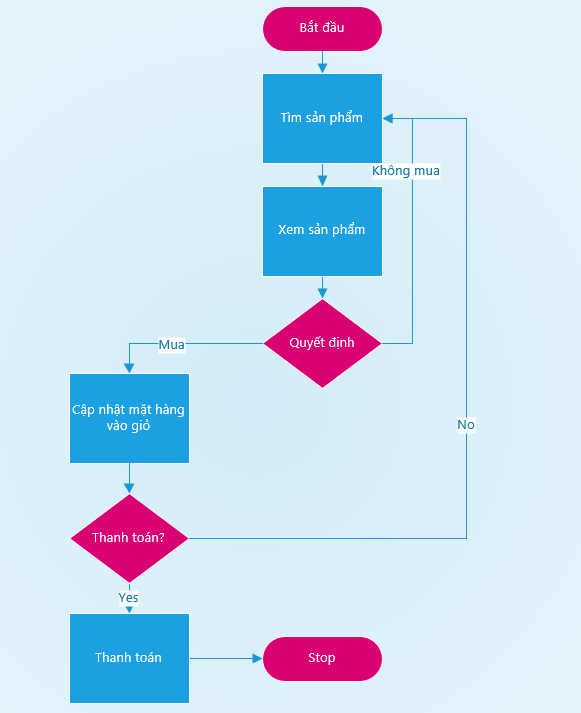 Bắt đầu
Tìm sản phẩm
Không mua
Xem sản phẩm
Quyết định
Mua
Cập nhật mặt hàng
vào giỏ
No
Thanh toán?
Yes
Thanh toán
Stop